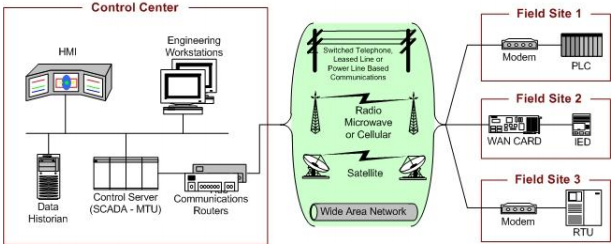 Control Center
HMI
Engineering
Workstations
Data
Historian
Control Server
(SCADA - MTU)
Communications
Routers
Switched Telephone,
Leased Line or
Power Line Based
Communications
Radio
Microwave
or Cellular
Satellite
Wide Area Network
Field Site 1
Modem
PLC
Field Site 2
WAN CARD
IED
Field Site 3
Modem
RTU